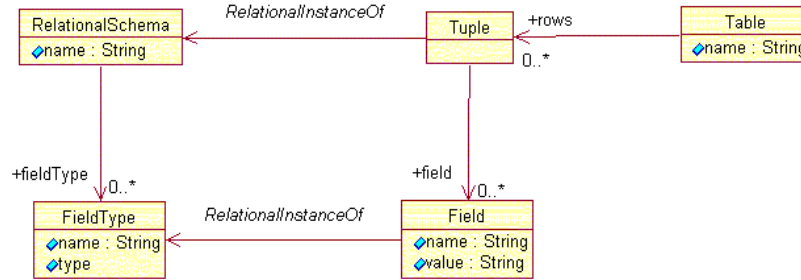 RelationalSchema
name : String
RelationalInstanceOf
Tuple
+rows
0..*
Table
name : String
+fieldType
0..*
+field
0..*
FieldType
name : String
type
RelationalInstanceOf
Field
name : String
value : String